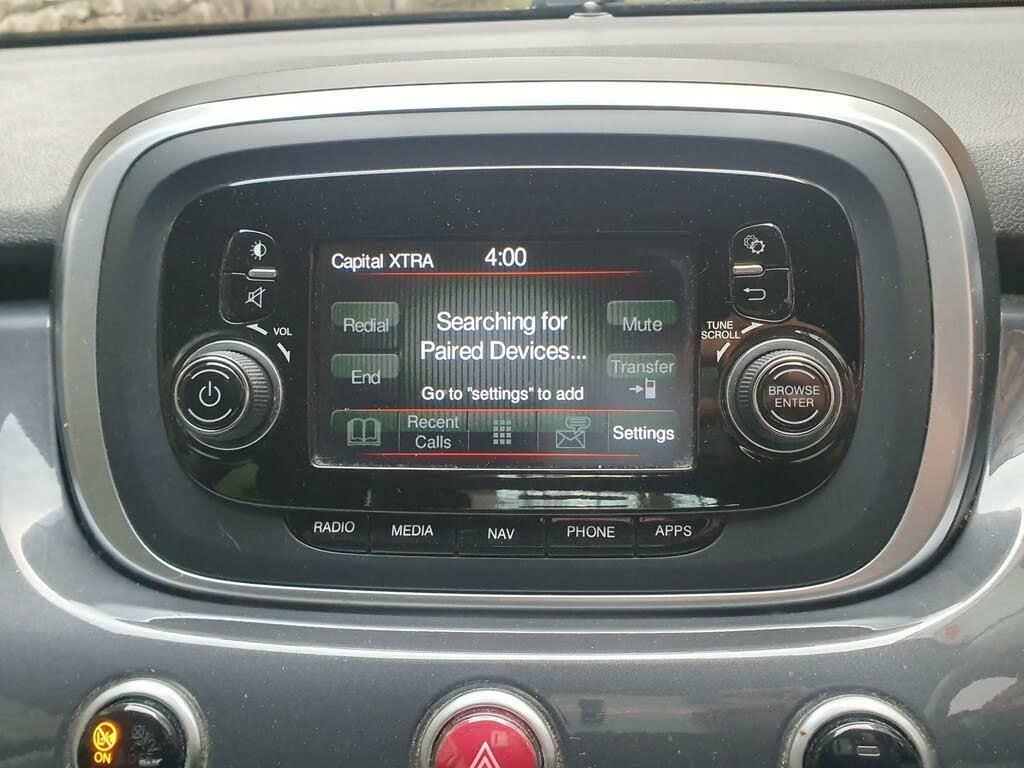 Capital XTRA 4:00
Redial
Searching for
Paired Devices...
Mute
End
Transfer
Go to "settings" to add
Recent
Calls
Settings
VOL
TUNE
SCROLL
BROWSE
ENTER
RADIO MEDIA NAV PHONE APPS
ON